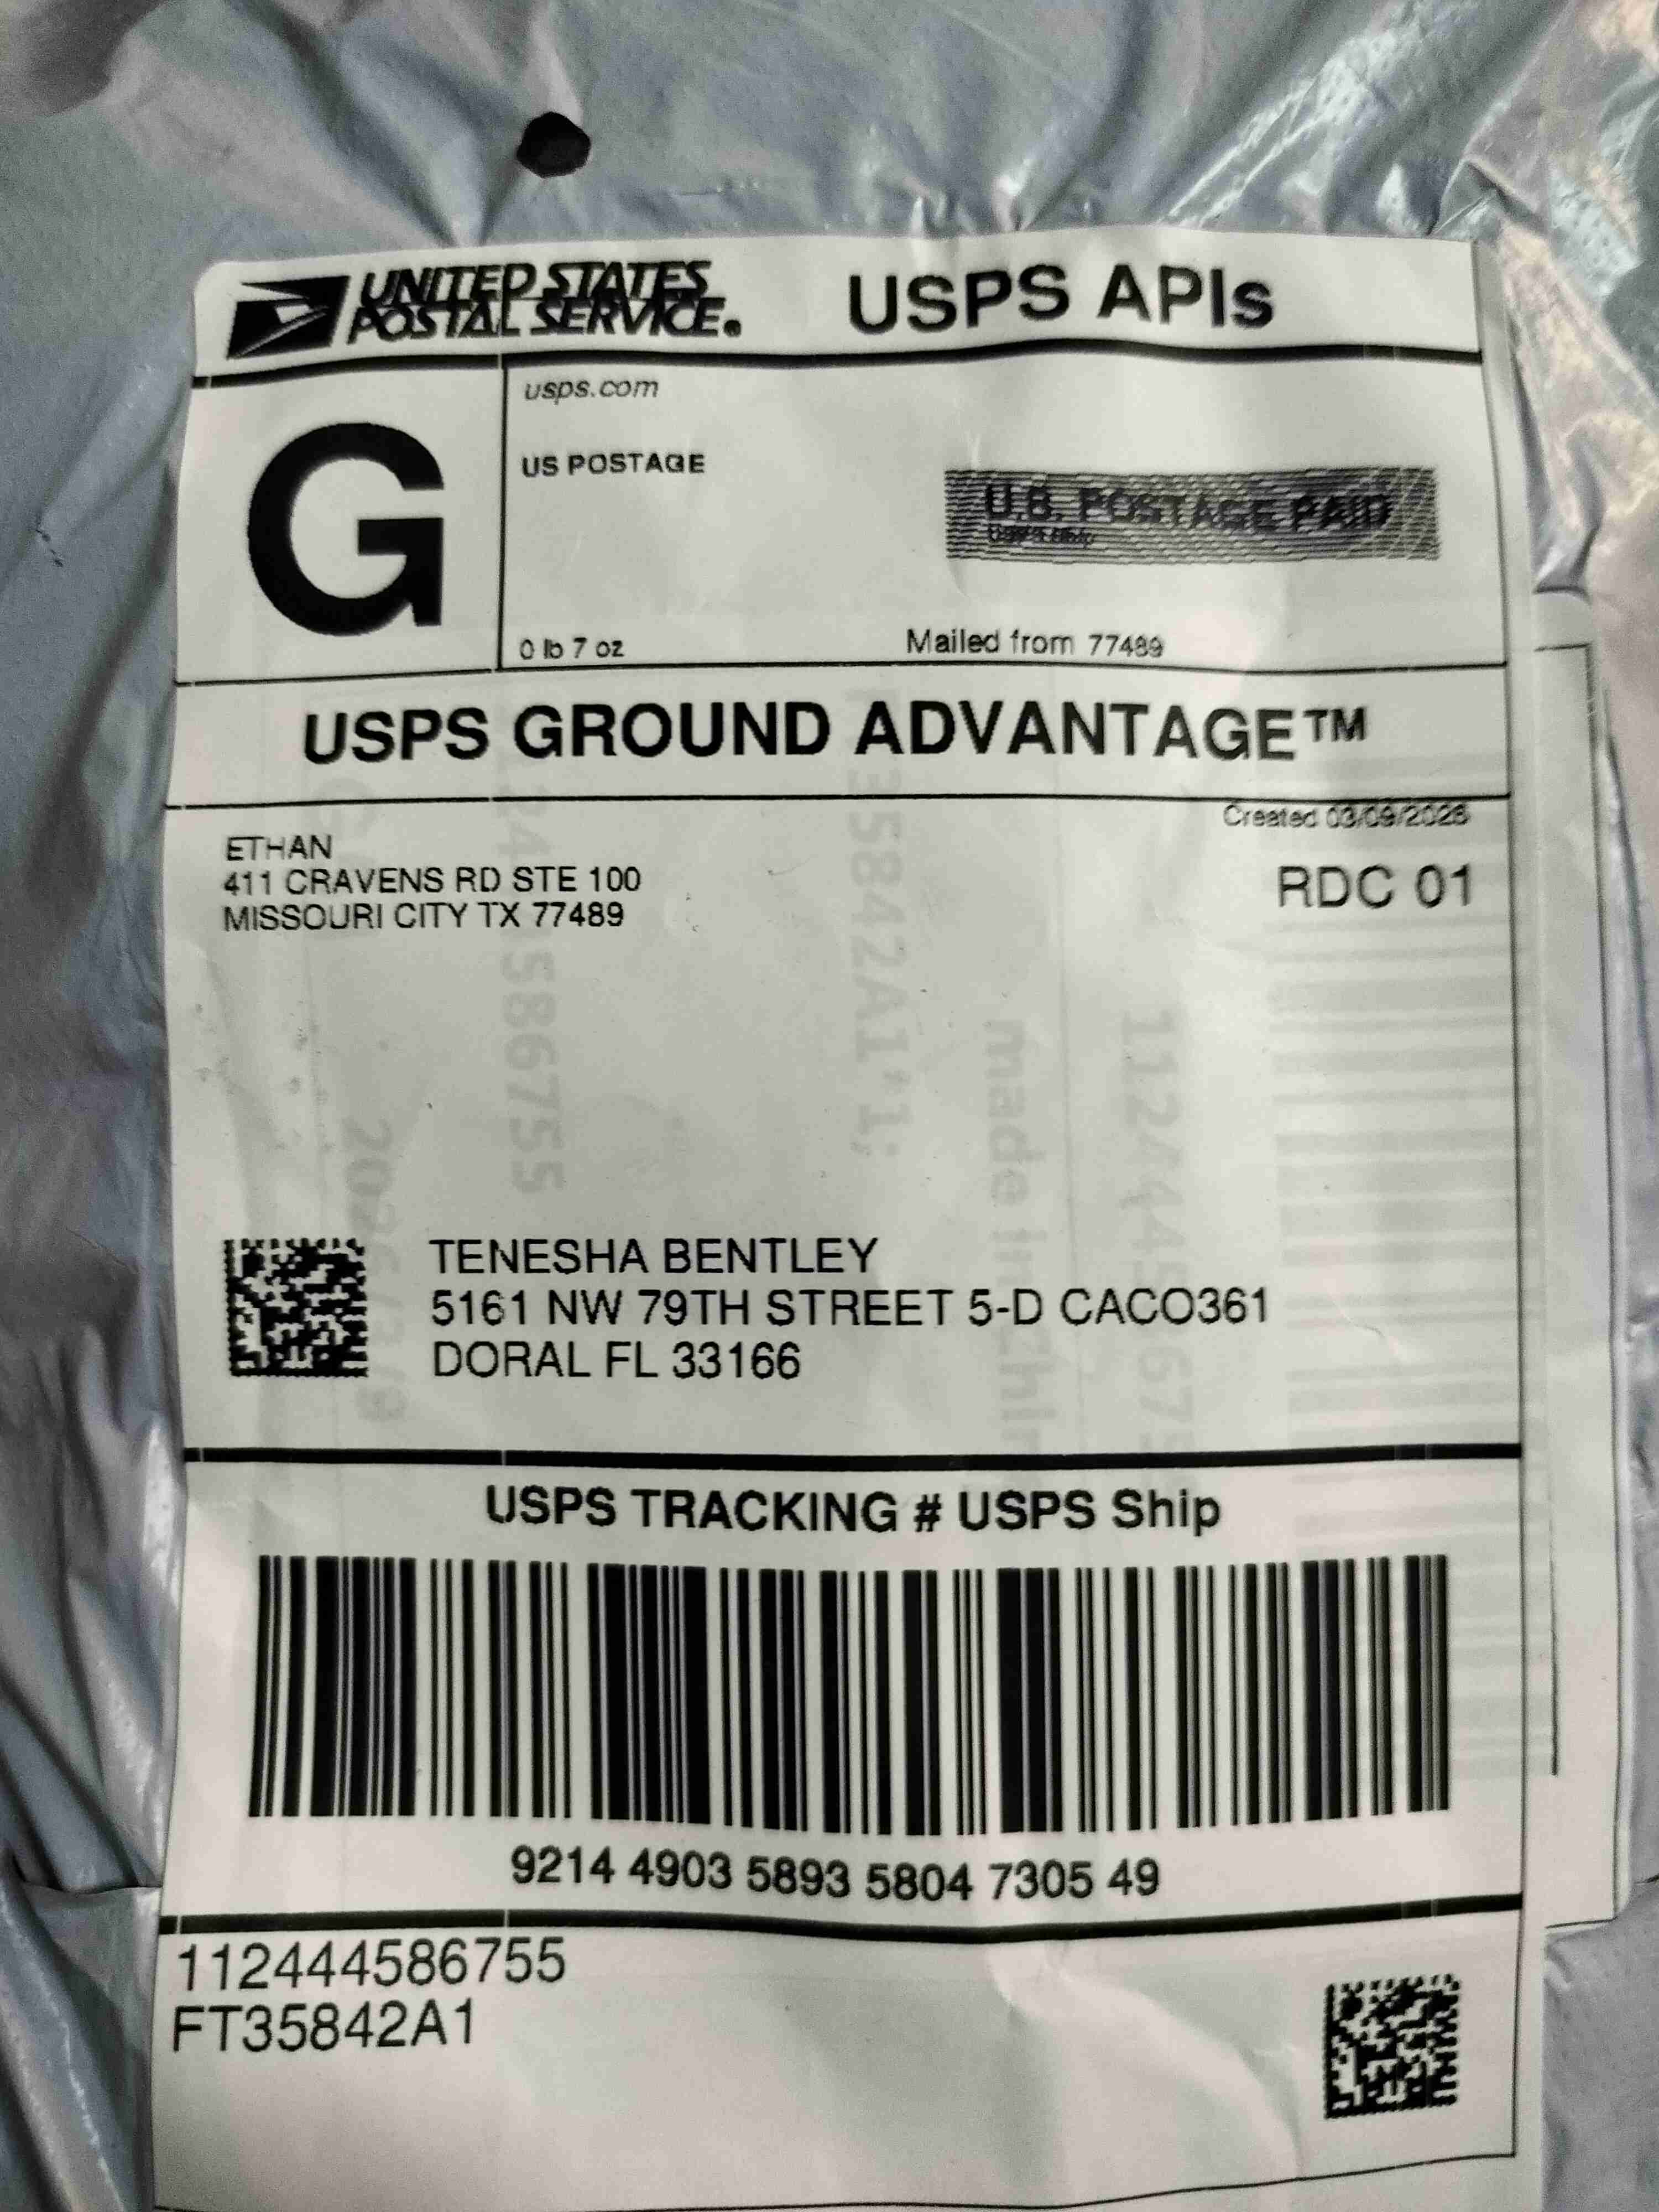 UNITED STATES
POSTAL SERVICE.
USPS APIs
G
usps.com
US POSTAGE
U.S. POSTAGE PAID
0 lb 7 oz
Mailed from 77489
USPS GROUND ADVANTAGE™
Created 03/09/2026
ETHAN
411 CRAVENS RD STE 100
MISSOURI CITY TX 77489
RDC 01
TENESHA BENTLEY
5161 NW 79TH STREET 5-D CACO361
DORAL FL 33166
USPS TRACKING # USPS Ship
9214 4903 5893 5804 7305 49
112444586755
FT35842A1